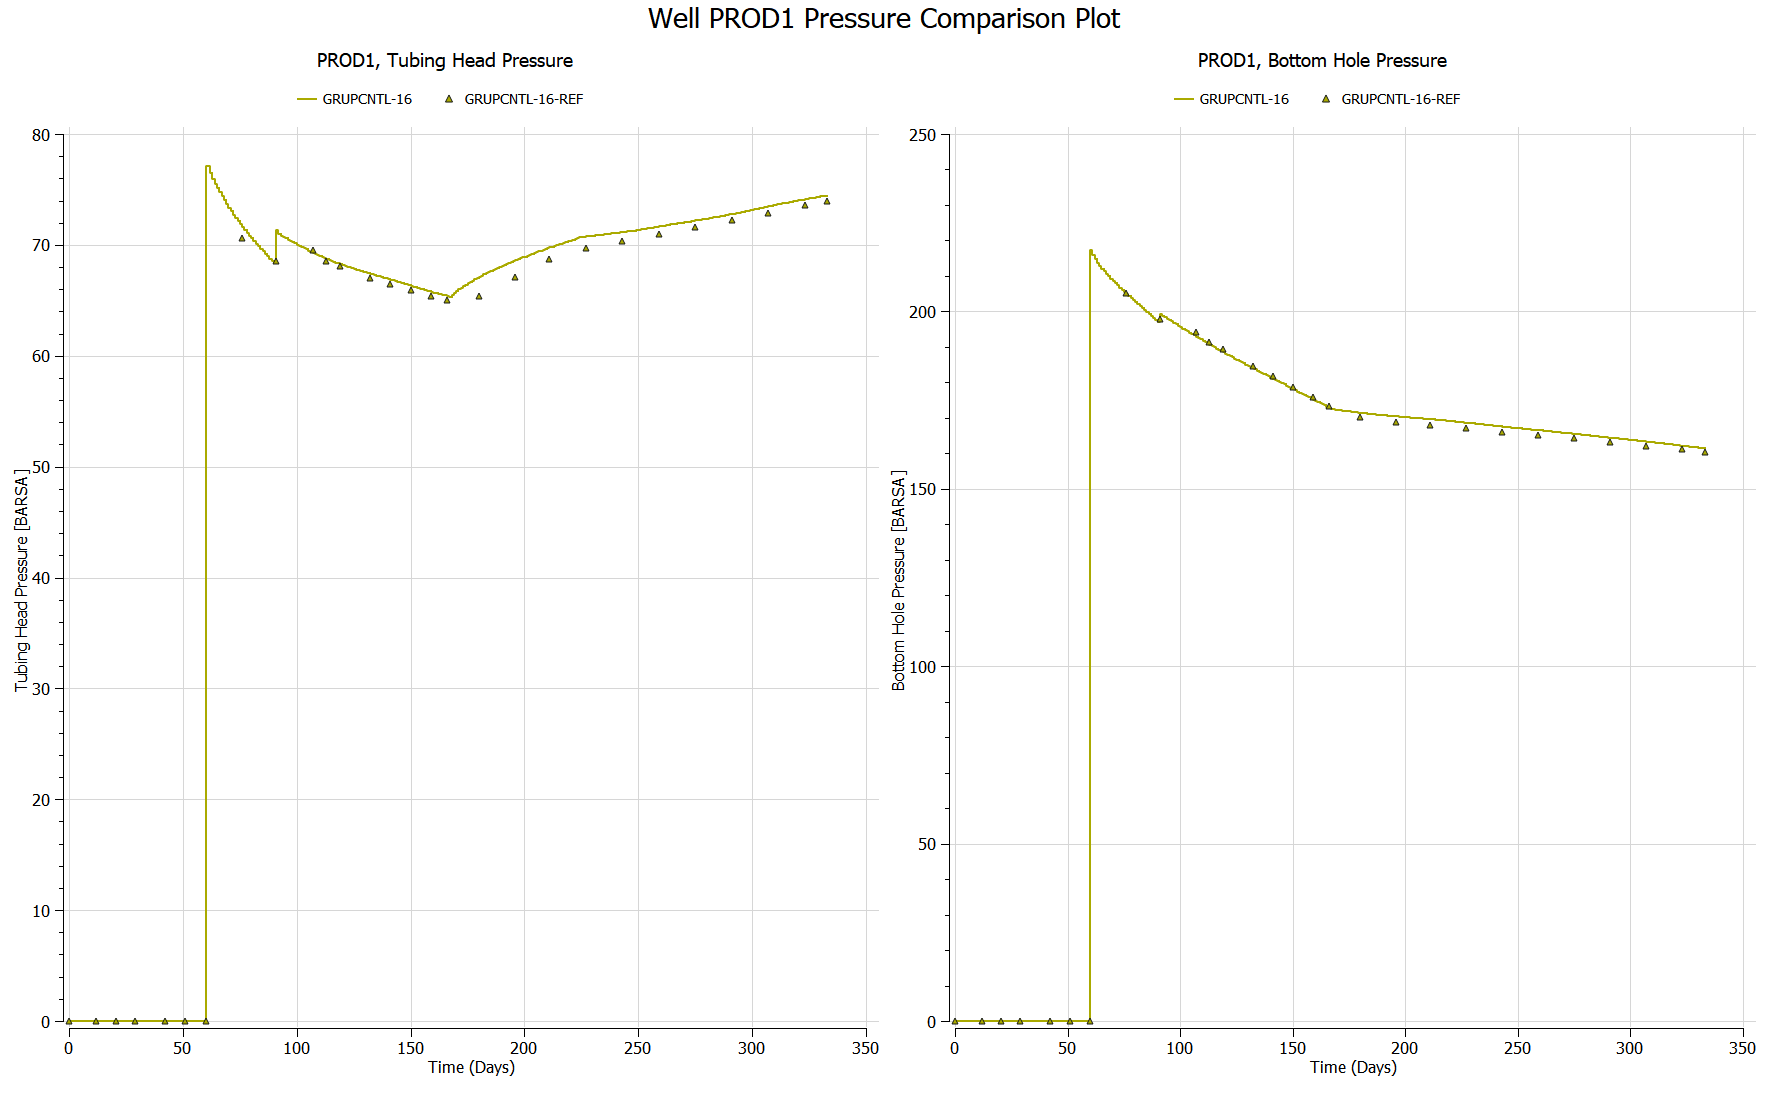 Well PROD1 Pressure Comparison Plot
PROD1, Tubing Head Pressure
GRUPCNTL-16 GRUPCNTL-16-REF
80
70
60
50
40
30
20
10
0
Tubing Head Pressure [BARSA]
0 50 100 150 200 250 300 350
Time (Days)
PROD1, Bottom Hole Pressure
GRUPCNTL-16 GRUPCNTL-16-REF
250
200
150
100
50
0
Bottom Hole Pressure [BARSA]
0 50 100 150 200 250 300 350
Time (Days)